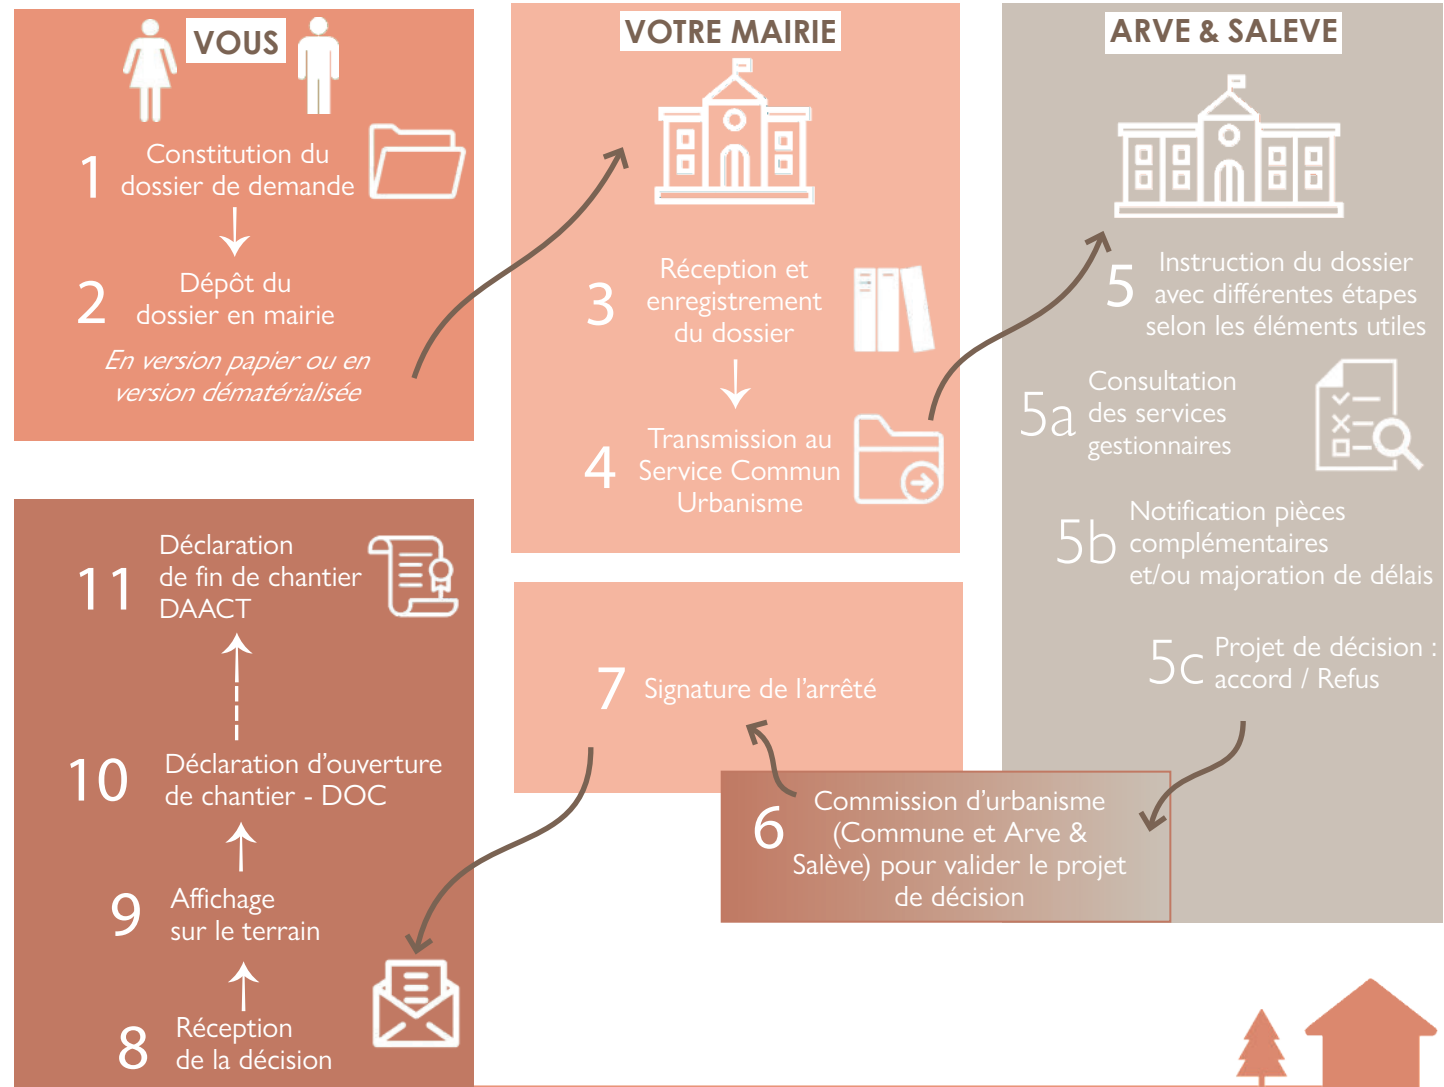 VOUS
1
Constitution du
dossier de demande
2
Dépôt du
dossier en mairie
En version papier ou en
version dématérialisée
VOTRE MAIRIE
3
Réception et
enregistrement
du dossier
4
Transmission au
Service Commun
Urbanisme
ARVE & SALEVE
5
Instruction du dossier
avec différentes étapes
selon les éléments utiles
5a
Consultation
des services
gestionnaires
5b
Notification pièces
complémentaires
et/ou majoration de délais
5c
Projet de décision :
accord / Refus
6
Commission d’urbanisme
(Commune et Arve &
Salève) pour valider le projet
de décision
7
Signature de l’arrêté
8
Réception
de la décision
9
Affichage
sur le terrain
10
Déclaration d’ouverture
de chantier - DOC
11
Déclaration
de fin de chantier
DAACT